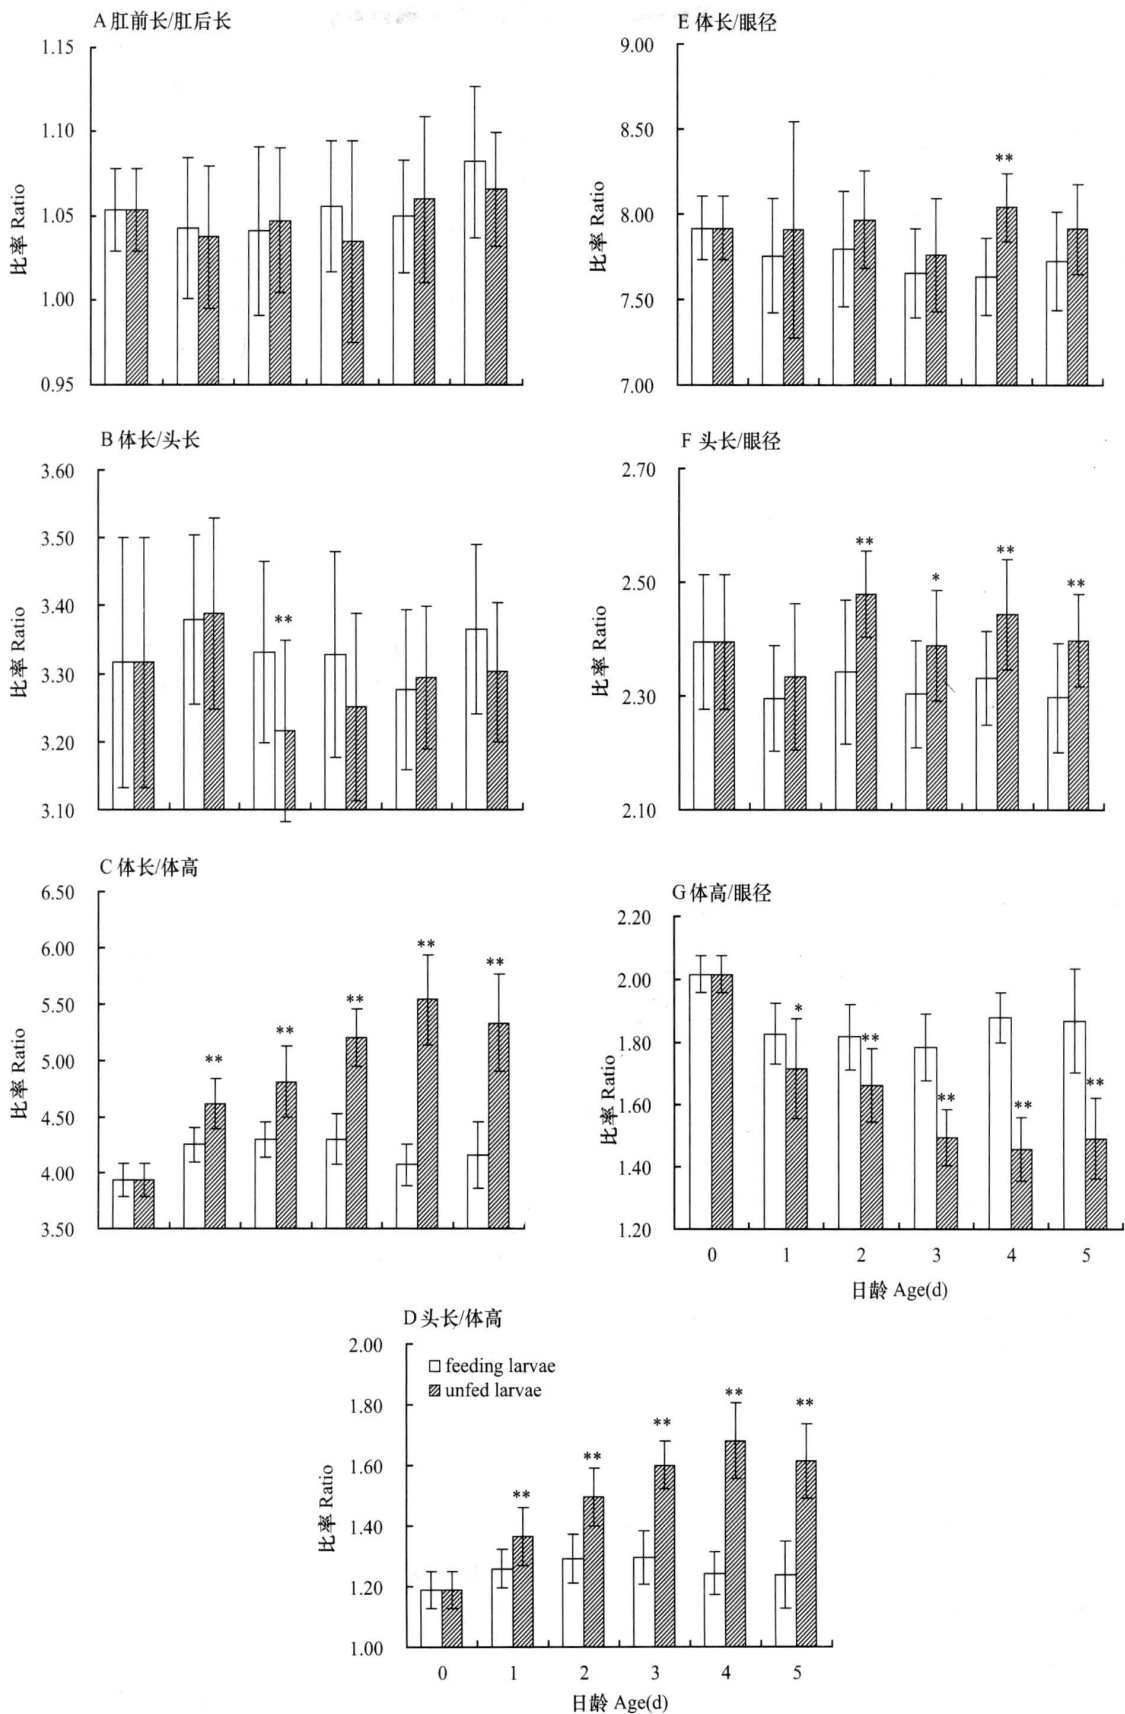 A 肛前长/肛后长
1.15
1.10
1.05
1.00
0.95
比率 Ratio
B 体长/头长
3.60
3.50
3.40
3.30
3.20
3.10
比率 Ratio
**
C 体长/体高
6.50
6.00
5.50
5.00
4.50
4.00
3.50
比率 Ratio
** ** ** ** **
E 体长/眼径
9.00
8.50
8.00
7.50
7.00
比率 Ratio
**
F 头长/眼径
2.70
2.50
2.30
2.10
比率 Ratio
** * ** **
G 体高/眼径
2.20
2.00
1.80
1.60
1.40
1.20
比率 Ratio
* ** ** ** **
0 1 2 3 4 5
日龄 Age(d)
D 头长/体高
2.00
1.80
1.60
1.40
1.20
1.00
比率 Ratio
feeding larvae
unfed larvae
** ** ** ** **
0 1 2 3 4 5
日龄 Age(d)